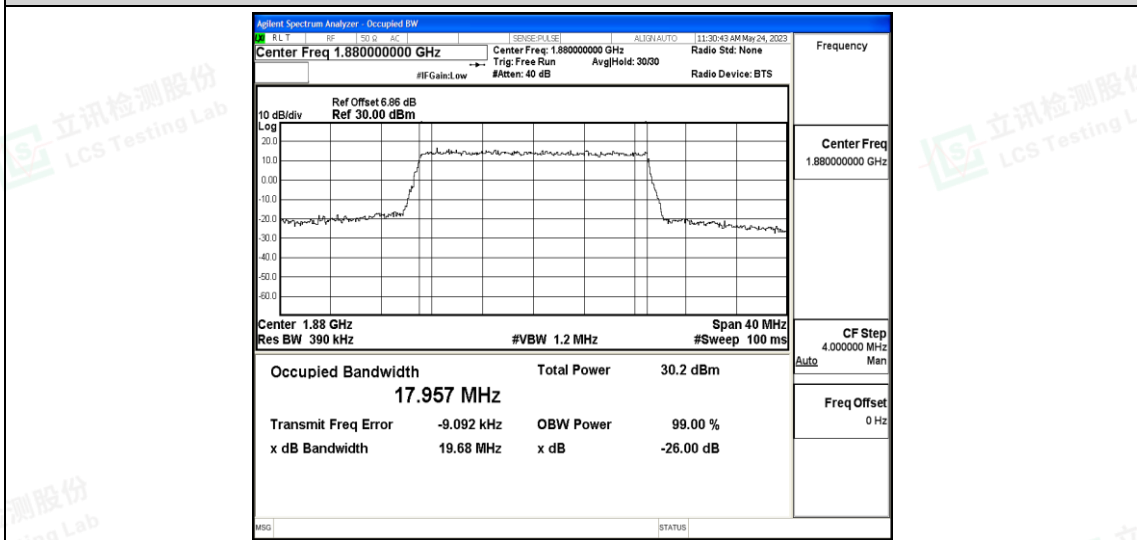 Agilent Spectrum Analyzer - Occupied BW
RLT RF 50 Ω AC SENSE:PULSE ALIGN AUTO 11:30:43 AM May 24, 2023
Center Freq 1.880000000 GHz
Center Freq: 1.880000000 GHz
Radio Std: None
Trig: Free Run Avg|Hold: 30/30
#IFGain:Low #Atten: 40 dB Radio Device: BTS
Frequency
Ref Offset 6.86 dB
10 dB/div Ref 30.00 dBm
Log
20.0
10.0
0.00
-10.0
-20.0
-30.0
-40.0
-50.0
-60.0
Center Freq
1.880000000 GHz
Center 1.88 GHz Span 40 MHz
Res BW 390 kHz #VBW 1.2 MHz #Sweep 100 ms
CF Step
4.000000 MHz
Auto Man
Occupied Bandwidth Total Power 30.2 dBm
17.957 MHz
Transmit Freq Error -9.092 kHz OBW Power 99.00 %
x dB Bandwidth 19.68 MHz x dB -26.00 dB
Freq Offset
0 Hz
MSG STATUS
立讯检测股份
LCS Testing Lab
立讯检测股份
LCS Testing L
测股份
ng Lab
立